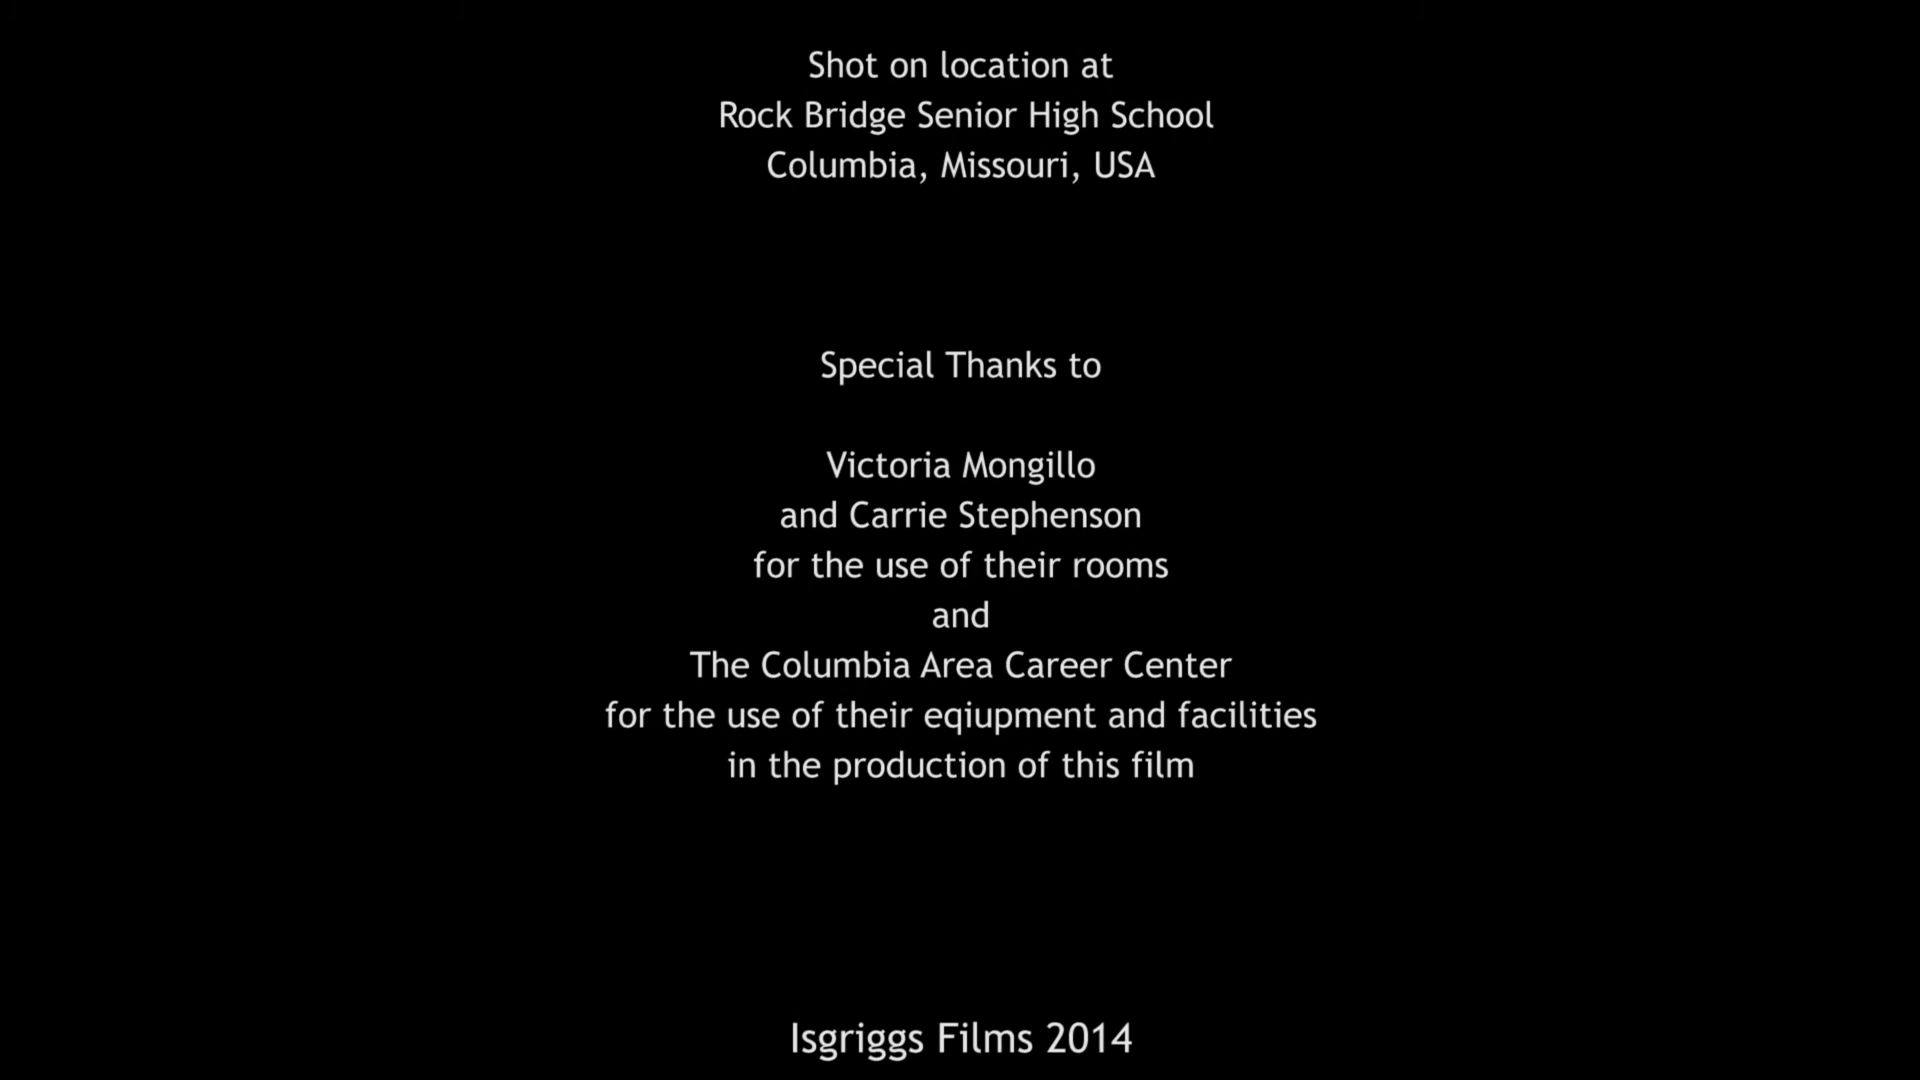 Shot on location at
Rock Bridge Senior High School
Columbia, Missouri, USA
Special Thanks to
Victoria Mongillo
and Carrie Stephenson
for the use of their rooms
and
The Columbia Area Career Center
for the use of their eqiupment and facilities
in the production of this film
Isgriggs Films 2014